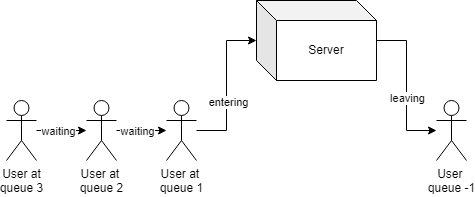 Server
entering
leaving
waiting
waiting
User at
queue 3
User at
queue 2
User at
queue 1
User
queue -1